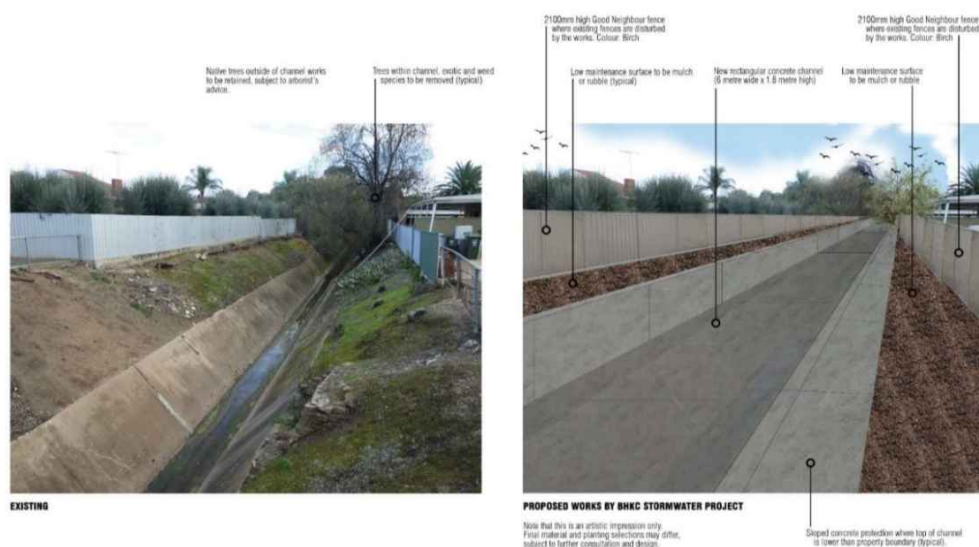 Native trees outside of channel works
to be retained, subject to arborist's
advice.
Trees within channel, exotic and weed
species to be removed (typical)
EXISTING
2100mm high Good Neighbour fence
where existing fences are disturbed
by the works. Colour: Birch
Low maintenance surface to be mulch
or rubble (typical)
New rectangular concrete channel
(6 metre wide x 1.8 metre high)
Low maintenance surface
to be mulch or rubble
2100mm high Good Neighbour fence
where existing fences are disturbed
by the works. Colour: Birch
PROPOSED WORKS BY BHKC STORMWATER PROJECT
Note that this is an artistic impression only.
Final material and planting selections may differ,
subject to further consultation and design.
Sloped concrete protection where top of channel
is lower than property boundary (typical).